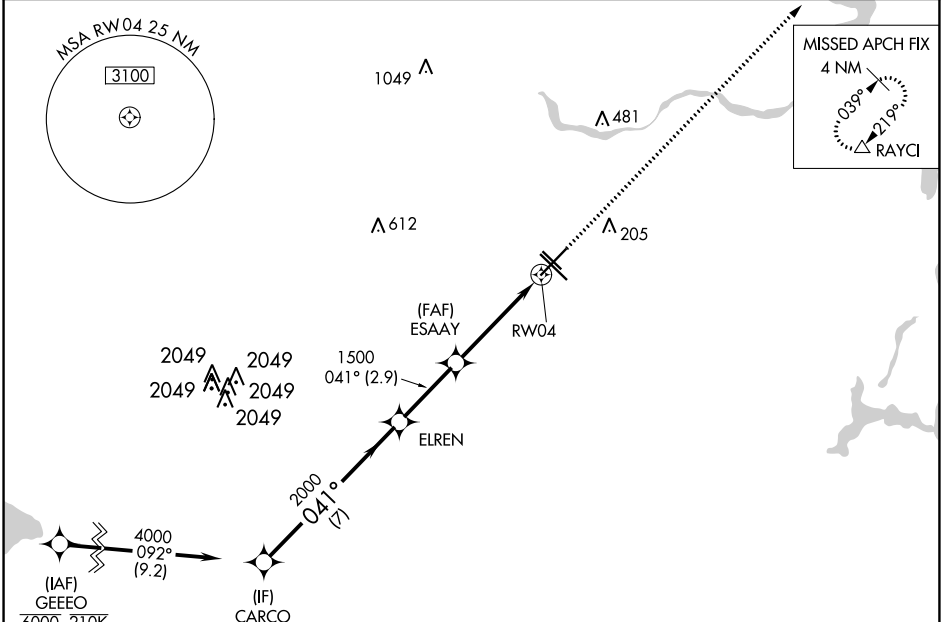 MSA RW04 25 NM
3100
1049
481
MISSED APCH FIX
4 NM
039°
219°
RAYCI
612
205
(FAF)
ESAAY
RW04
2049
2049
2049
2049
2049
1500
041° (2.9)
ELREN
2000
041°
(7)
4000
092°
(9.2)
(IAF)
GEEEO
6000 210K
(IF)
CARCO